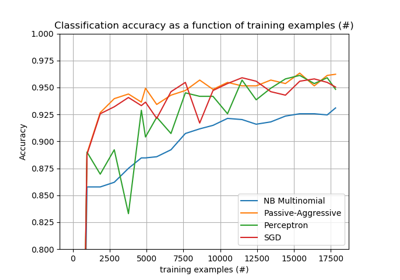 Classification accuracy as a function of training examples (#)
1.000
0.975
0.950
0.925
0.900
0.875
0.850
0.825
0.800
Accuracy
NB Multinomial
Passive-Aggressive
Perceptron
SGD
0 2500 5000 7500 10000 12500 15000 17500
training examples (#)